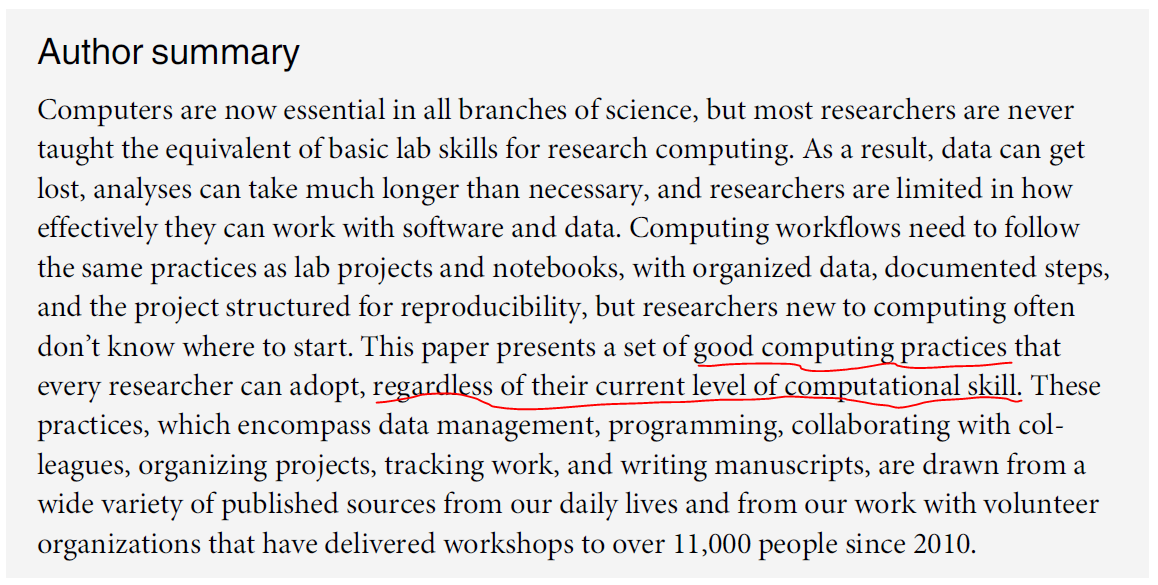 Author summary
Computers are now essential in all branches of science, but most researchers are never
taught the equivalent of basic lab skills for research computing. As a result, data can get
lost, analyses can take much longer than necessary, and researchers are limited in how
effectively they can work with software and data. Computing workflows need to follow
the same practices as lab projects and notebooks, with organized data, documented steps,
and the project structured for reproducibility, but researchers new to computing often
don’t know where to start. This paper presents a set of good computing practices that
every researcher can adopt, regardless of their current level of computational skill. These
practices, which encompass data management, programming, collaborating with col-
leagues, organizing projects, tracking work, and writing manuscripts, are drawn from a
wide variety of published sources from our daily lives and from our work with volunteer
organizations that have delivered workshops to over 11,000 people since 2010.